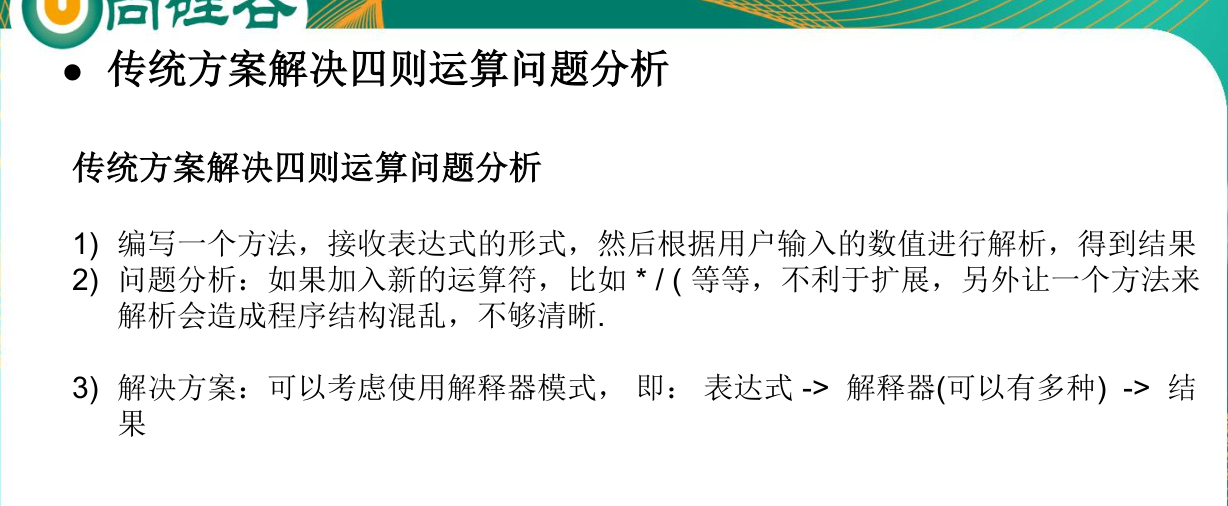 尚硅谷
● 传统方案解决四则运算问题分析
传统方案解决四则运算问题分析
1) 编写一个方法，接收表达式的形式，然后根据用户输入的数值进行解析，得到结果
2) 问题分析：如果加入新的运算符，比如 * / ( 等等，不利于扩展，另外让一个方法来
解析会造成程序结构混乱，不够清晰.
3) 解决方案：可以考虑使用解释器模式， 即： 表达式 -> 解释器(可以有多种) -> 结
果